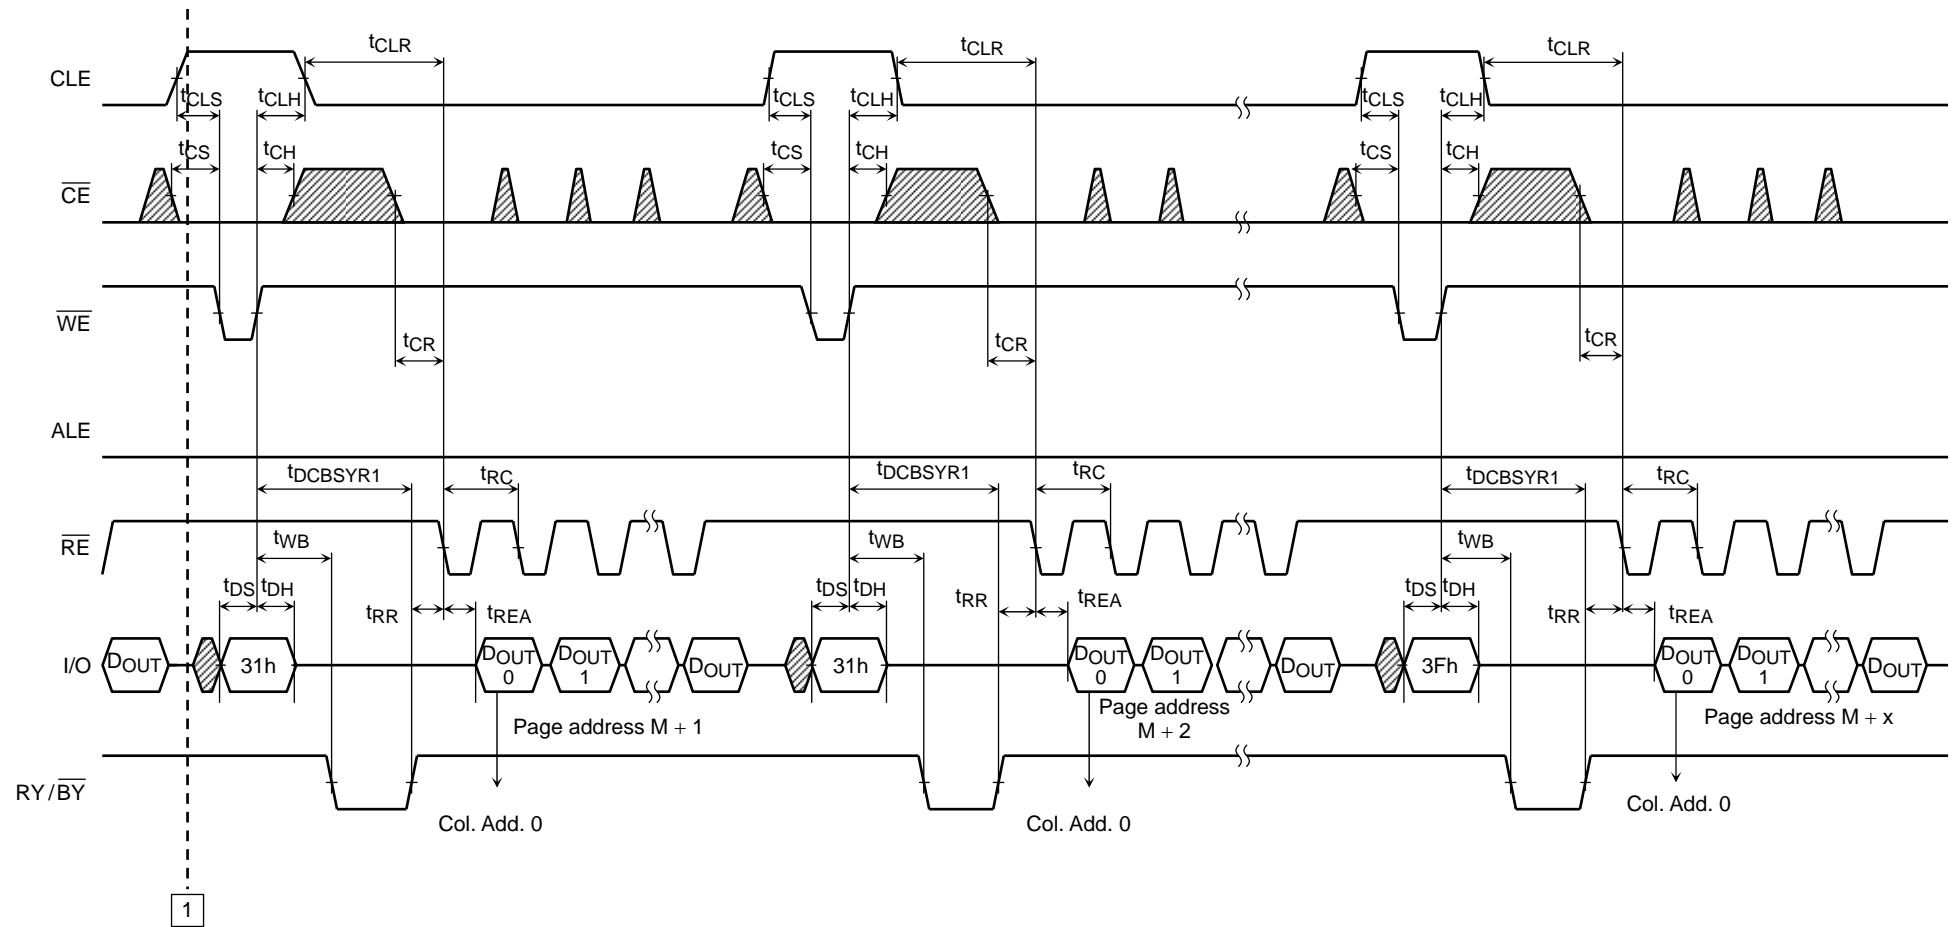 tCLR tCLR tCLR
CLE
tCLS tCLH tCLS tCLH tCLS tCLH
tCS tCH tCS tCH tCS tCH
CE
WE
tCR tCR tCR
ALE
tDCBSYR1 tRC tDCBSYR1 tRC tDCBSYR1 tRC
RE
tWB tWB tWB
tDS tDH tDS tDH tDS tDH
tRR tREA tRR tREA tRR tREA
I/O DOUT 31h DOUT 0 DOUT 1 DOUT 31h DOUT 0 DOUT 1 DOUT 3Fh DOUT 0 DOUT 1 DOUT
Page address M + 1
Page address
M + 2
Page address M + x
RY/BY
Col. Add. 0 Col. Add. 0 Col. Add. 0
1